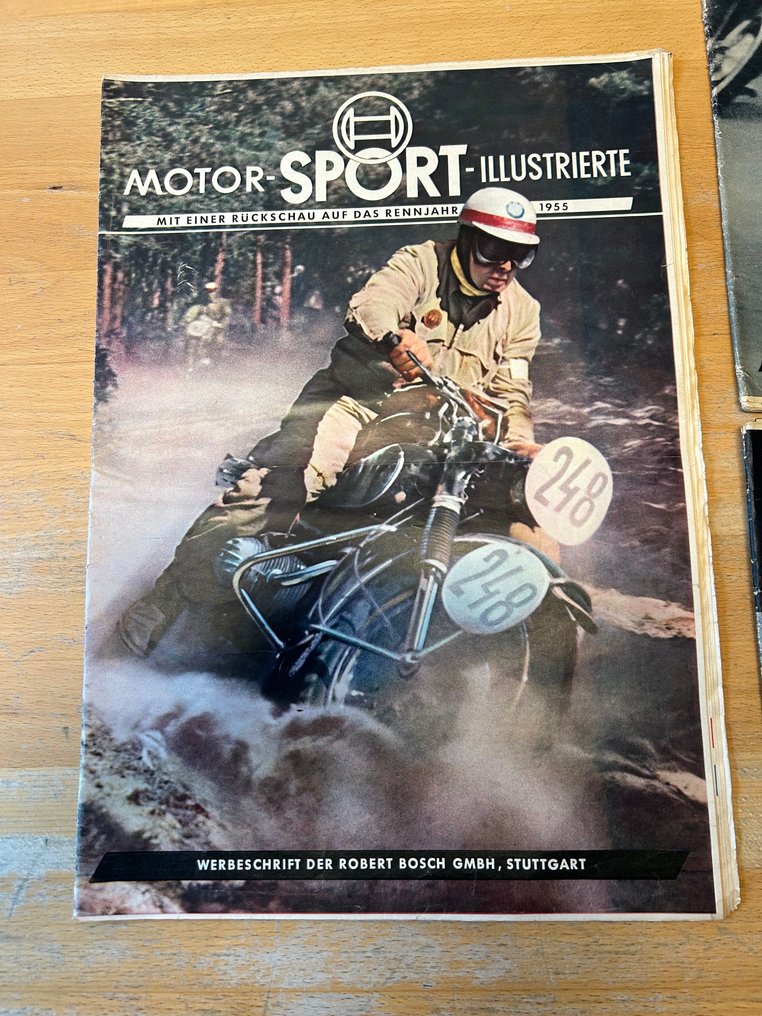 MOTOR-SPORT-ILLUSTRIERTE
MIT EINER RÜCKSCHAU AUF DAS RENNJAHR 1955
248
248
WERBESCHRIFT DER ROBERT BOSCH GMBH, STUTTGART